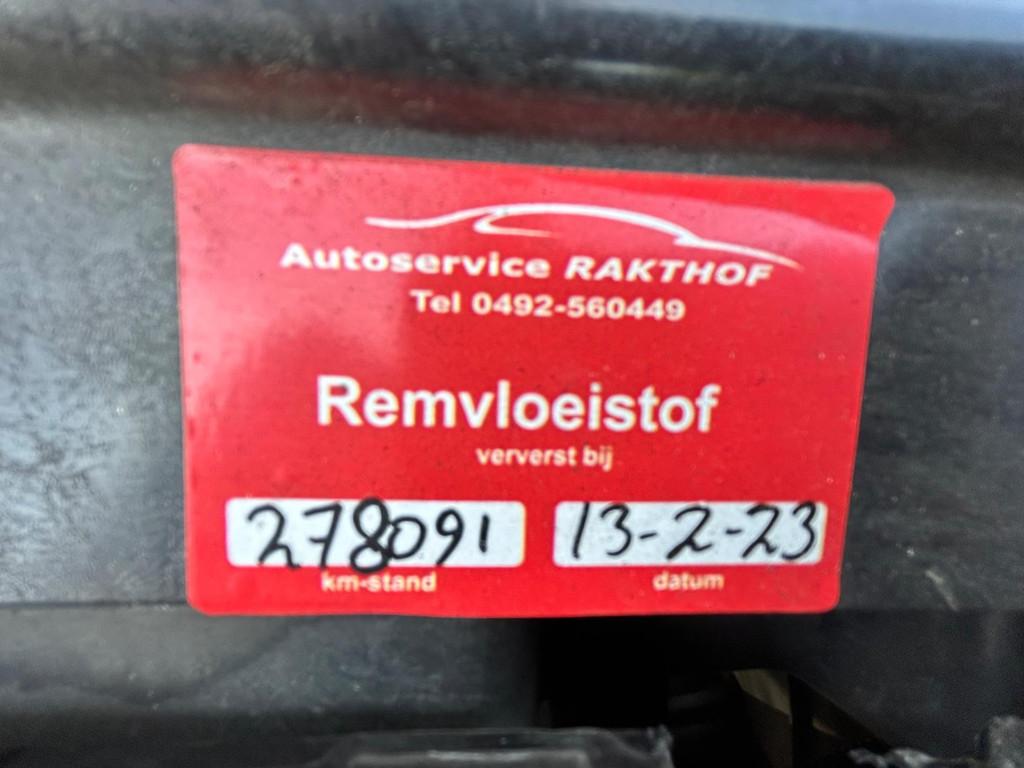 Autoservice RAKTHOF
Tel 0492-560449
Remvloeistof
ververst bij
278091 13-2-23
km-stand datum